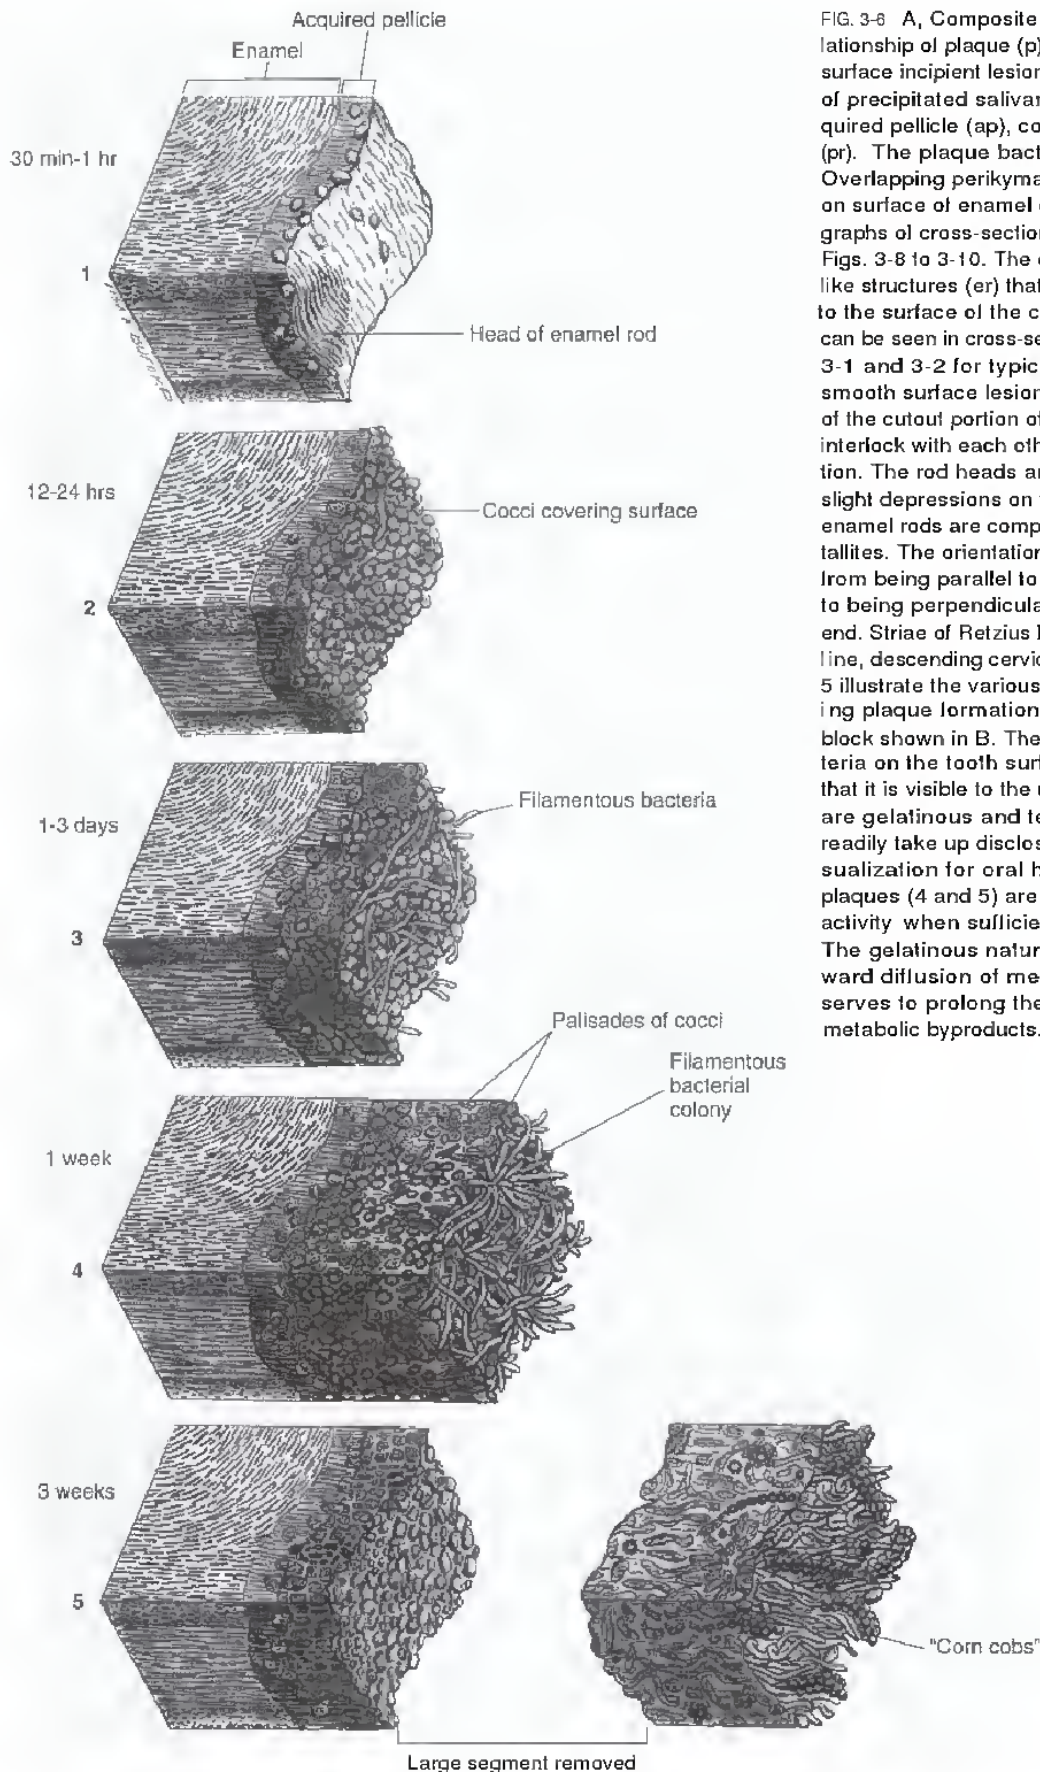 Acquired pellicle
Enamel
30 min-1 hr
1
Head of enamel rod
12-24 hrs
Cocci covering surface
2
1-3 days
Filamentous bacteria
3
Palisades of cocci
Filamentous
bacterial
colony
1 week
4
3 weeks
5
"Corn cobs"
Large segment removed
FIG. 3-6 A, Composite
lationship of plaque (p)
surface incipient lesion
of precipitated salivar
quired pellicle (ap), co
(pr). The plaque bact
Overlapping perikyma
on surface of enamel
graphs of cross-section
Figs. 3-8 to 3-10. The
like structures (er) that
to the surface of the c
can be seen in cross-se
3-1 and 3-2 for typic
smooth surface lesion
of the cutout portion of
interlock with each oth
tion. The rod heads ar
slight depressions on
enamel rods are comp
tallites. The orientation
from being parallel to
to being perpendicula
end. Striae of Retzius
line, descending cervic
5 illustrate the various
ing plaque formation
block shown in B. The
teria on the tooth surf
that it is visible to the
are gelatinous and te
readily take up disclos
sualization for oral h
plaques (4 and 5) are
activity when sufficie
The gelatinous natur
ward diffusion of me
serves to prolong the
metabolic byproducts.